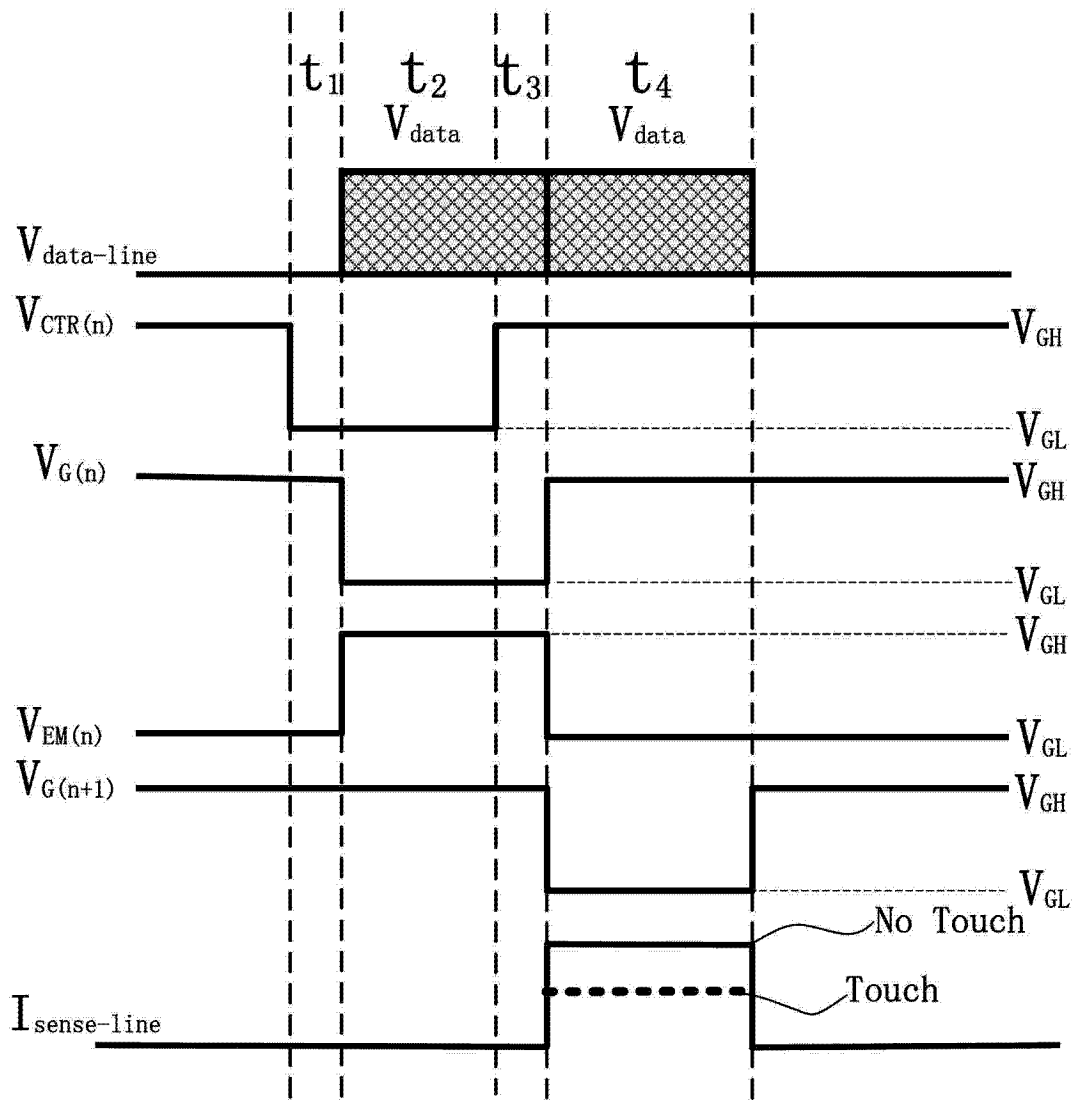 t1 t2 t3 t4
Vdata Vdata
Vdata-line
VCTR(n) VGH
VGL
VG(n) VGH
VGL
VGH
VEM(n) VGL
VG(n+1) VGH
VGL
No Touch
Touch
Isense-line